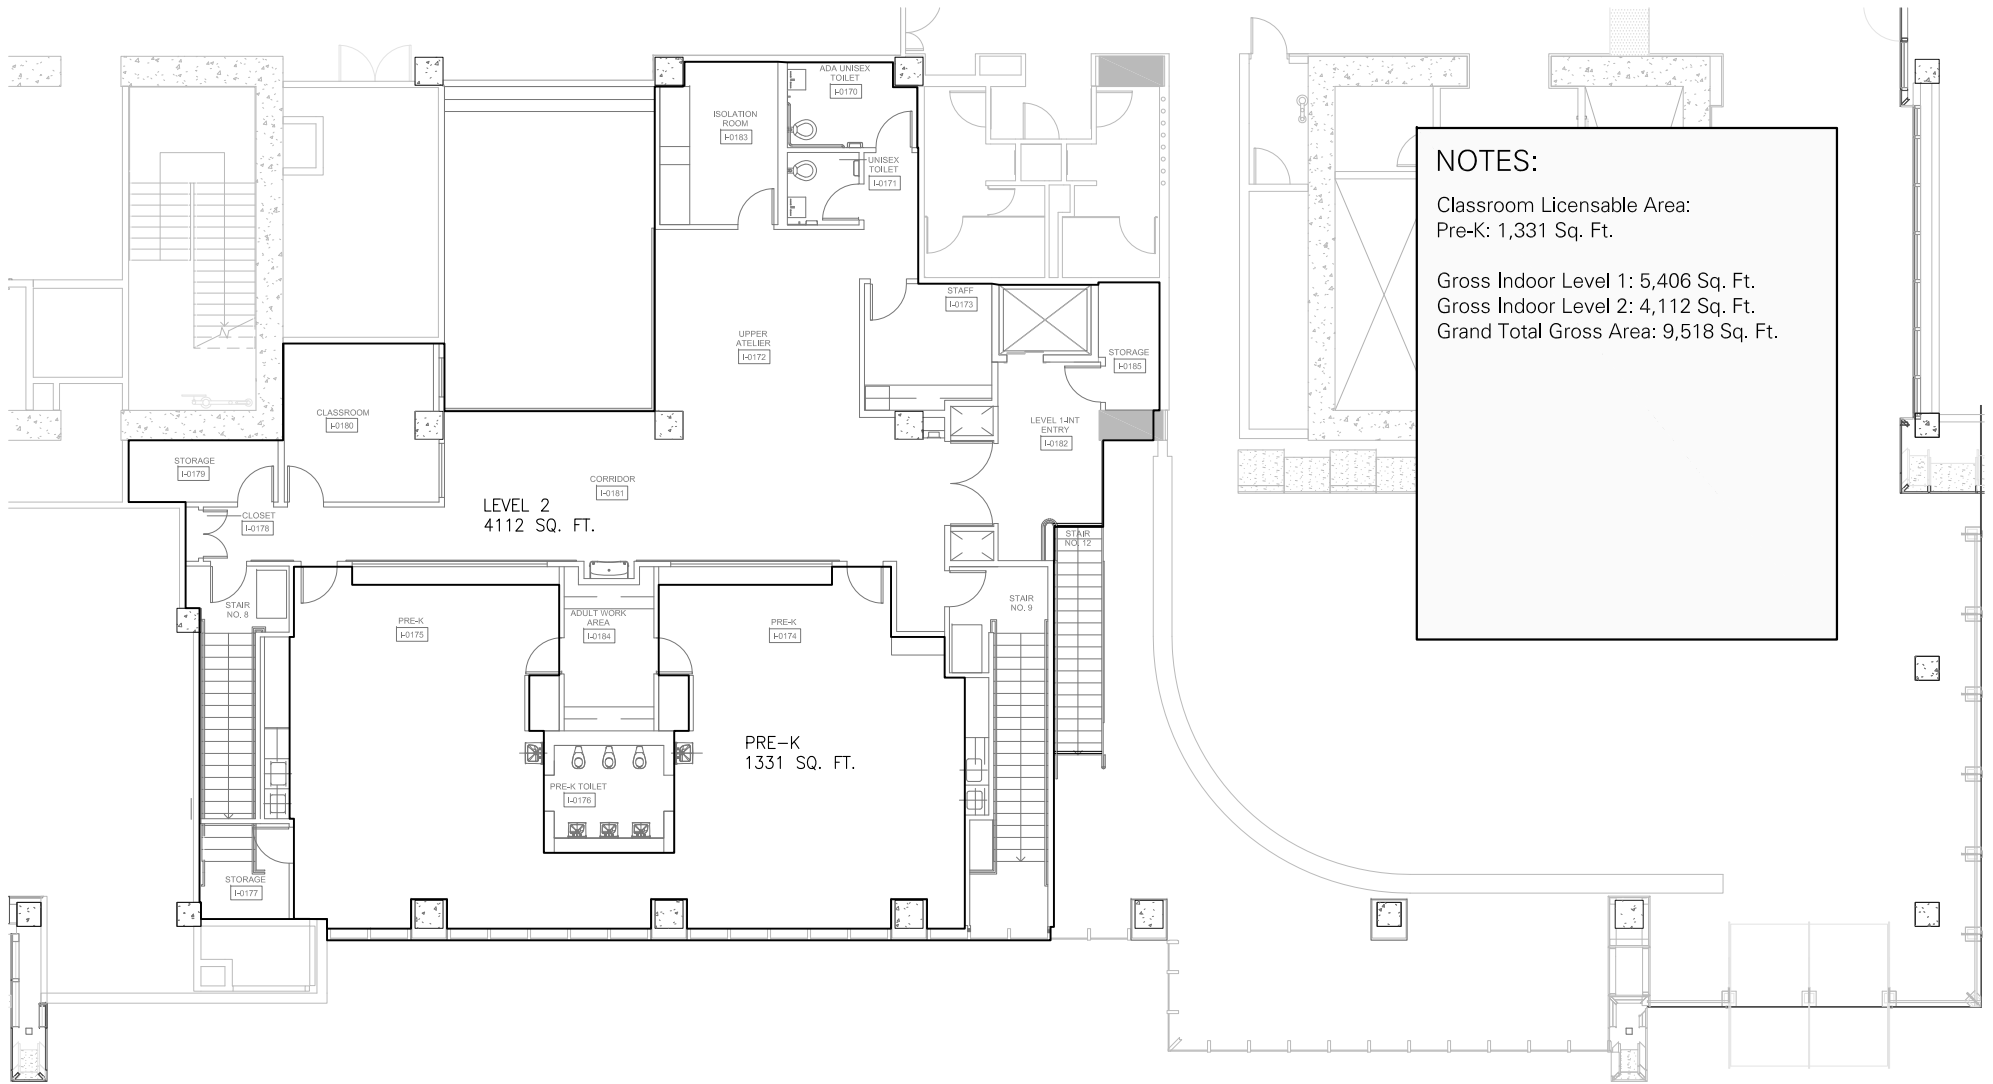 ADA UNISEX
TOILET
I-0170
ISOLATION
ROOM
I-0183
UNISEX
TOILET
I-0171
NOTES:
Classroom Licensable Area:
Pre-K: 1,331 Sq. Ft.
Gross Indoor Level 1: 5,406 Sq. Ft.
Gross Indoor Level 2: 4,112 Sq. Ft.
Grand Total Gross Area: 9,518 Sq. Ft.
STAFF
I-0173
UPPER
ATELIER
I-0172
STORAGE
I-0185
CLASSROOM
I-0180
LEVEL 1-INT
ENTRY
I-0182
STORAGE
I-0179
CORRIDOR
I-0181
LEVEL 2
4112 SQ. FT.
CLOSET
I-0178
STAIR
NO. 12
STAIR
NO. 8
STAIR
NO. 9
PRE-K
I-0175
ADULT WORK
AREA
I-0184
PRE-K
I-0174
PRE-K
1331 SQ. FT.
PRE-K TOILET
I-0176
STORAGE
I-0177